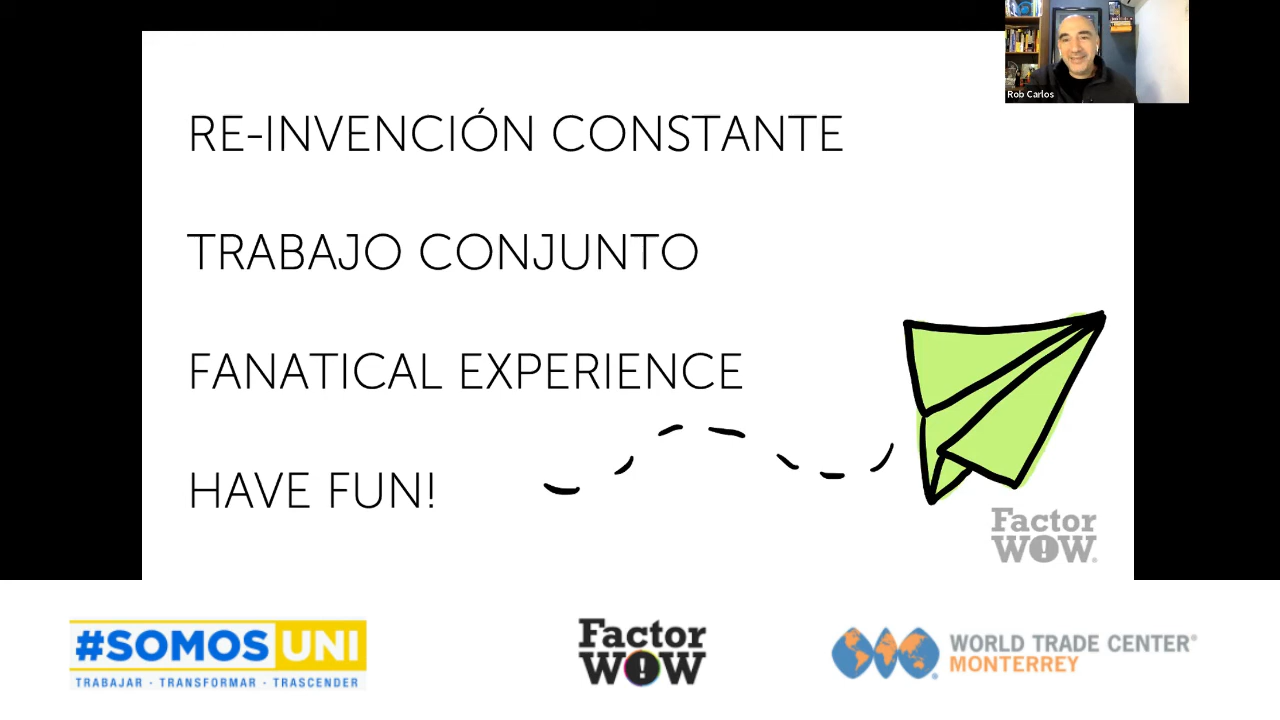 Rob Carlos
RE-INVENCIÓN CONSTANTE
TRABAJO CONJUNTO
FANATICAL EXPERIENCE
HAVE FUN!
Factor
WOW!
#SOMOS UNI
TRABAJAR · TRANSFORMAR · TRASCENDER
Factor
WOW!
WORLD TRADE CENTER®
MONTERREY